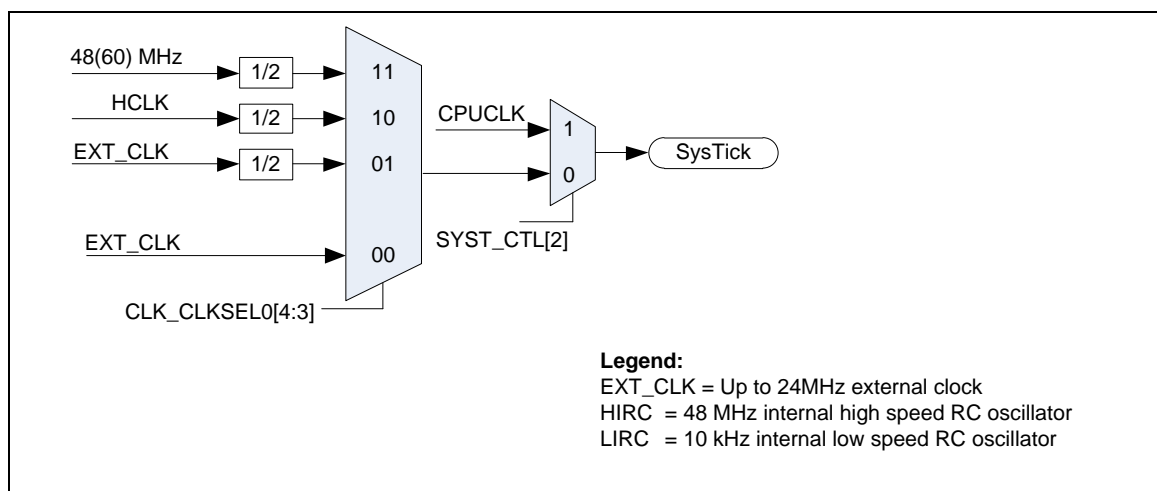 48(60) MHz
1/2
11
HCLK
1/2
10
CPUCLK
1
EXT_CLK
1/2
01
SysTick
0
SYST_CTL[2]
EXT_CLK
00
CLK_CLKSEL0[4:3]
Legend:
EXT_CLK = Up to 24MHz external clock
HIRC = 48 MHz internal high speed RC oscillator
LIRC = 10 kHz internal low speed RC oscillator